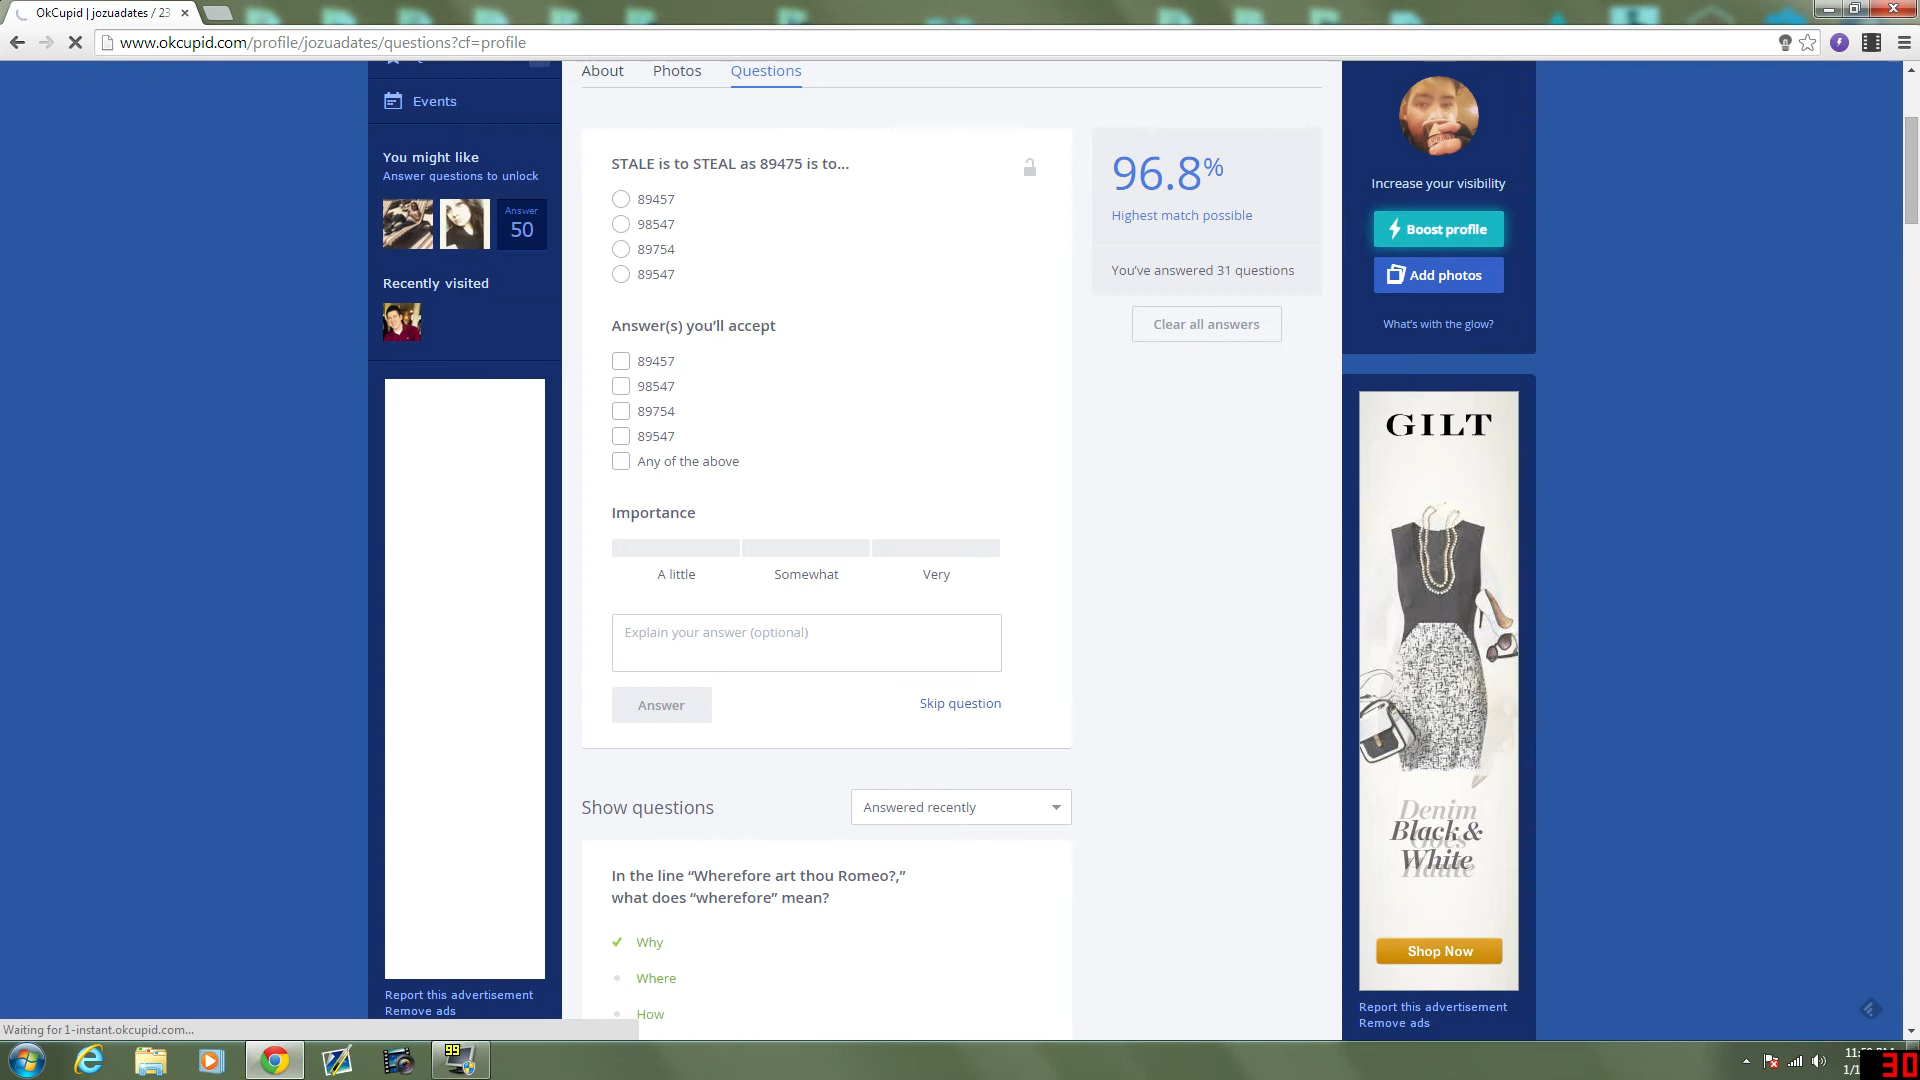 OkCupid | jozuadates / 23
www.okcupid.com/profile/jozuadates/questions?cf=profile
About
Photos
Questions
Events
You might like
Answer questions to unlock
Answer
50
Recently visited
Report this advertisement
Remove ads
STALE is to STEAL as 89475 is to...
89457
98547
89754
89547
Answer(s) you'll accept
89457
98547
89754
89547
Any of the above
Importance
A little
Somewhat
Very
Explain your answer (optional)
Answer
Skip question
Show questions
Answered recently
In the line “Wherefore art thou Romeo?,”
what does “wherefore” mean?
Why
Where
How
96.8%
Highest match possible
You've answered 31 questions
Clear all answers
Increase your visibility
Boost profile
Add photos
What's with the glow?
GILT
Denim
Black &
Goes
White
Haute
Shop Now
Report this advertisement
Remove ads
Waiting for 1-instant.okcupid.com...
99
30